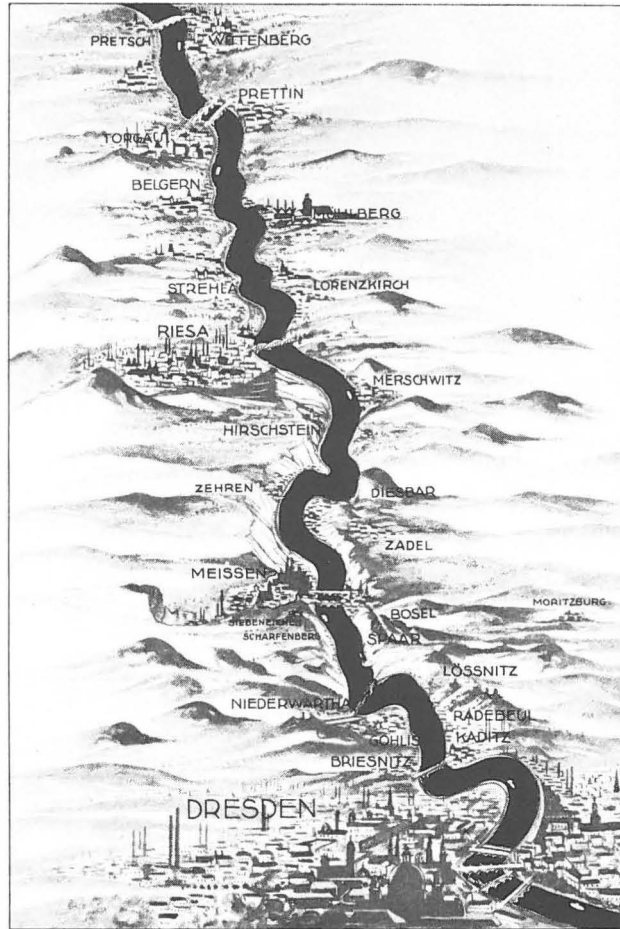 PRETSCH
WITTENBERG
PRETTIN
TORGAU
BELGERN
MÜHLBERG
STREHLA
LORENZKIRCH
RIESA
MERSCHWITZ
HIRSCHSTEIN
ZEHREN
DIESBAR
ZADEL
MEISSEN
BOSEL
MORITZBURG
SIEBENEICHEN
SCHARFENBERG
SPAAR
LÖSSNITZ
NIEDERWARTHA
RADEBEUL
GOHLIS
KADITZ
BRIESNITZ
DRESDEN